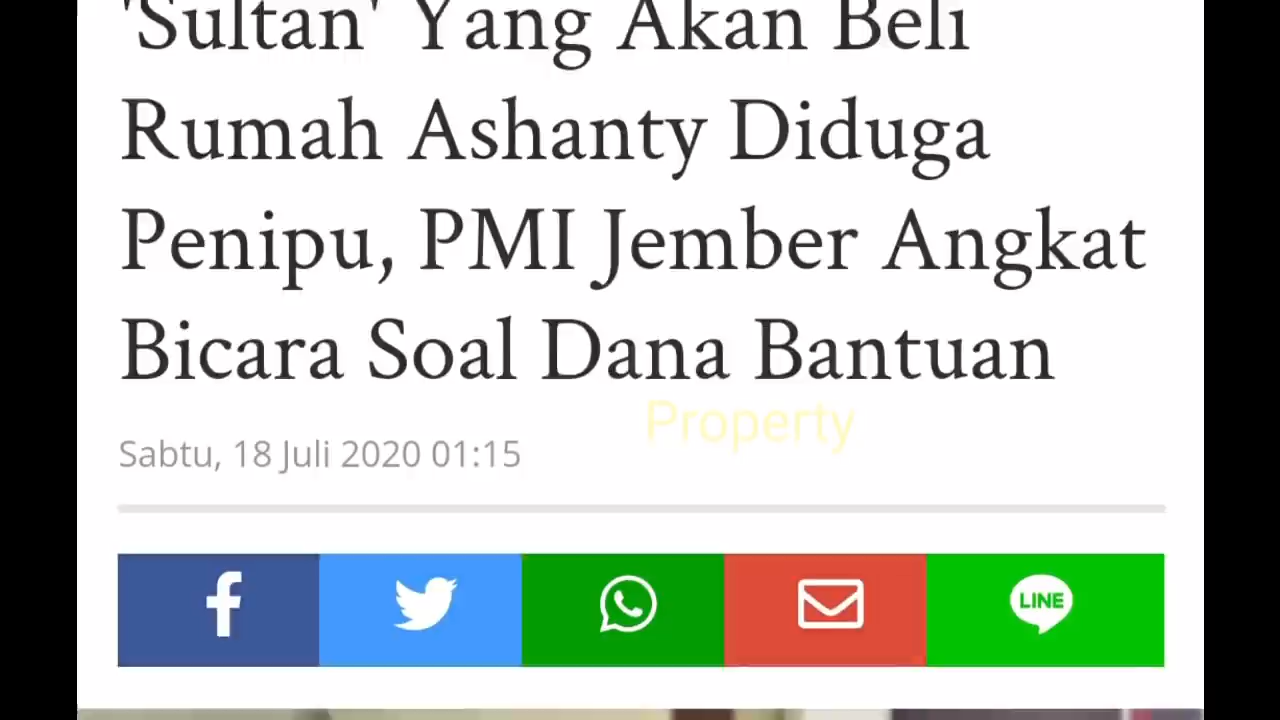 'Sultan' Yang Akan Beli
Rumah Ashanty Diduga
Penipu, PMI Jember Angkat
Bicara Soal Dana Bantuan
Property
Sabtu, 18 Juli 2020 01:15
LINE